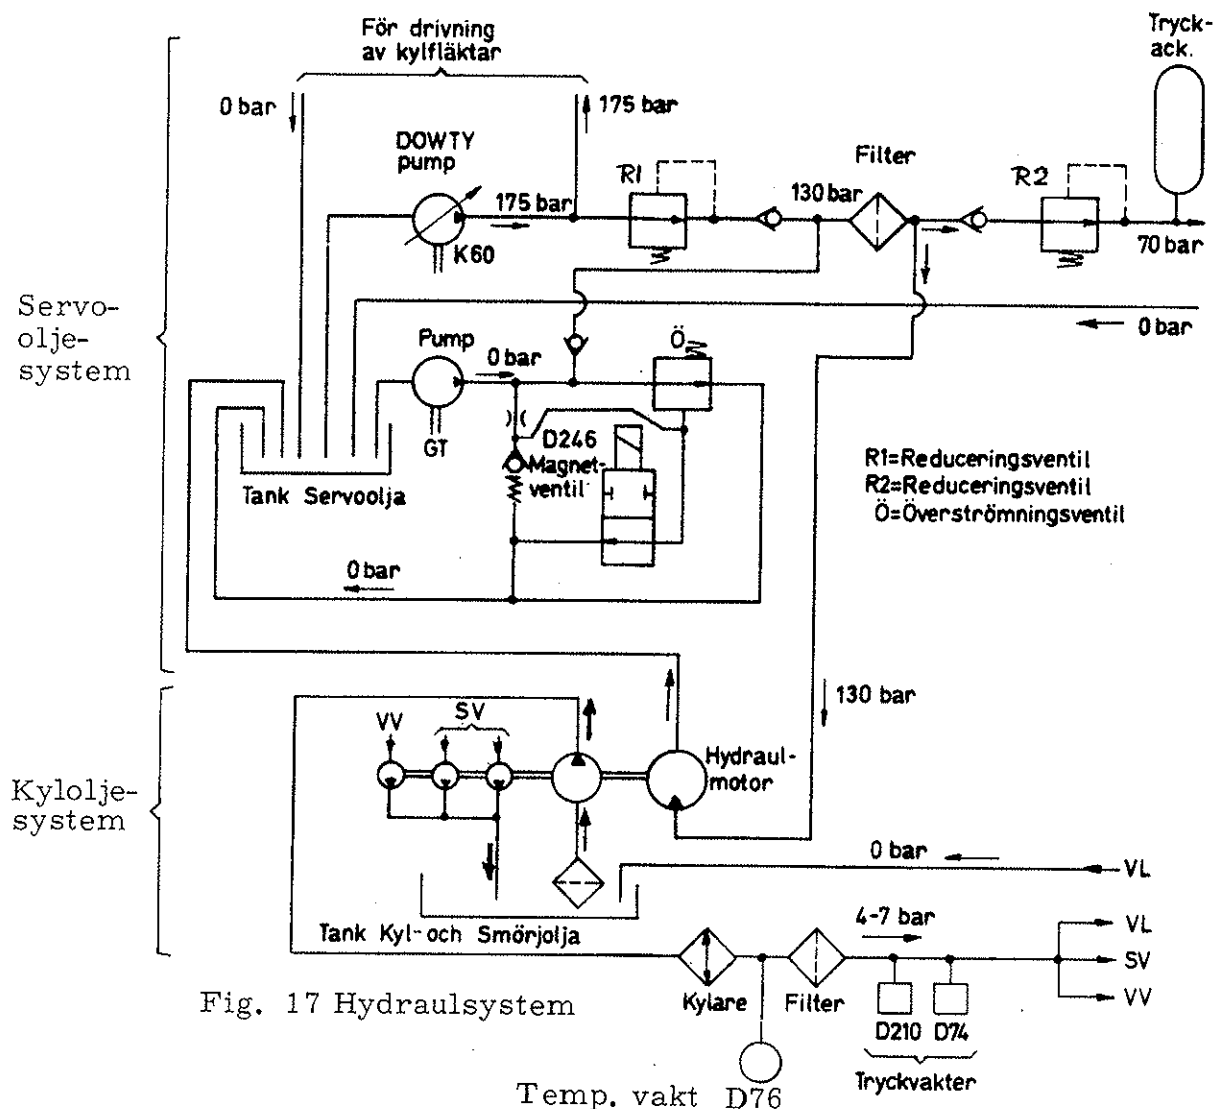 För drivning
av kylfläktar
Tryck-
ack.
0 bar
175 bar
DOWTY
pump
R1
Filter
130 bar
R2
175 bar
K60
70 bar
Servo-
olje-
system
0 bar
Pump
0 bar
Ö
GT
D246
Magnet-
ventil
Tank Servoolja
R1=Reduceringsventil
R2=Reduceringsventil
Ö=Överströmningsventil
0 bar
130 bar
VV
SV
Hydraul-
motor
Kylolje-
system
0 bar
VL
4-7 bar
VL
Tank Kyl- och Smörjolja
SV
Fig. 17 Hydraulsystem
Kylare
Filter
VV
D210
D74
Tryckvakter
Temp. vakt D76